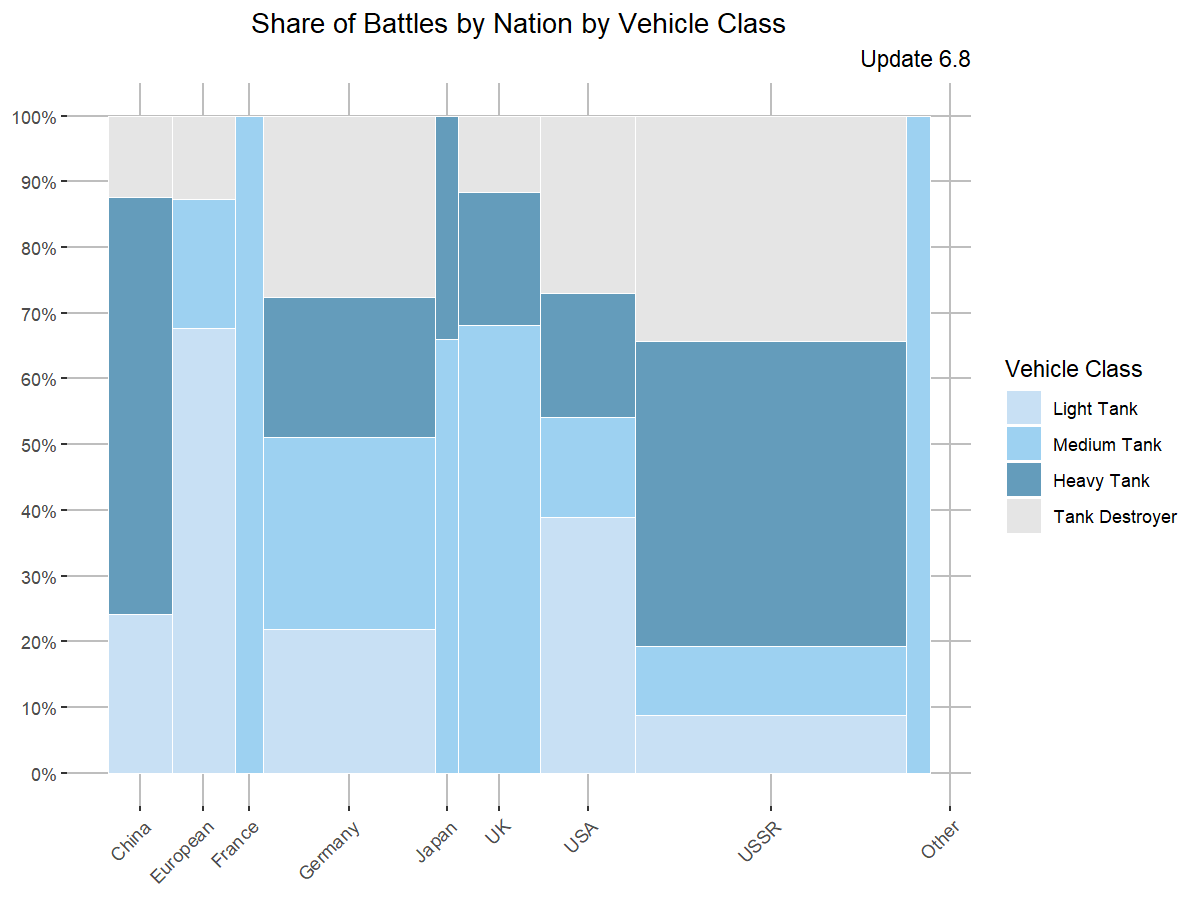 Share of Battles by Nation by Vehicle Class
Update 6.8
100%
90%
80%
70%
60%
50%
40%
30%
20%
10%
0%
China
European
France
Germany
Japan
UK
USA
USSR
Other
Vehicle Class
Light Tank
Medium Tank
Heavy Tank
Tank Destroyer